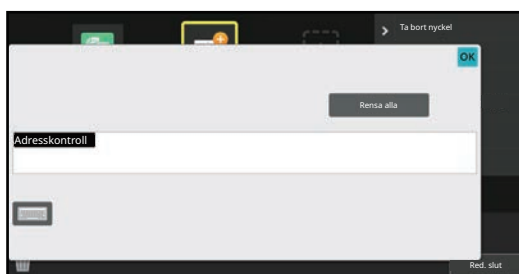 Ta bort nyckel
OK
Rensa alla
Adresskontroll
Red. slut